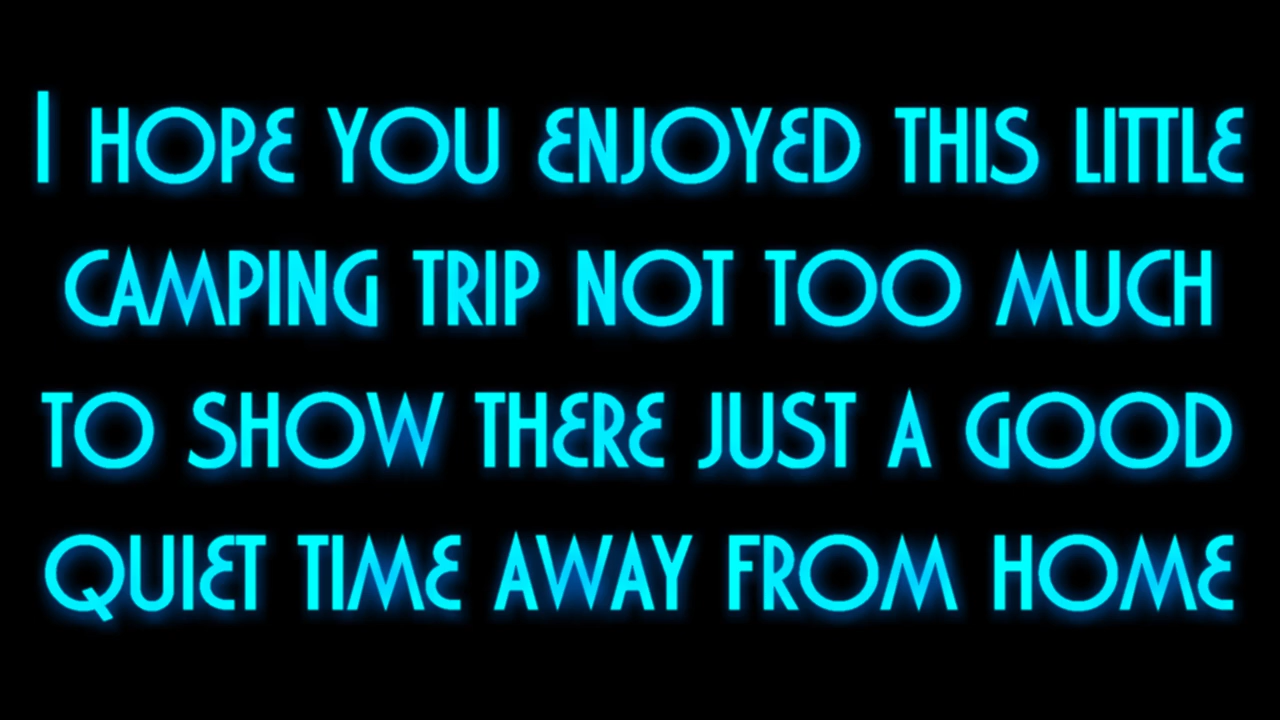 I HOPE YOU ENJOYED THIS LITTLE
CAMPING TRIP NOT TOO MUCH
TO SHOW THERE JUST A GOOD
QUIET TIME AWAY FROM HOME